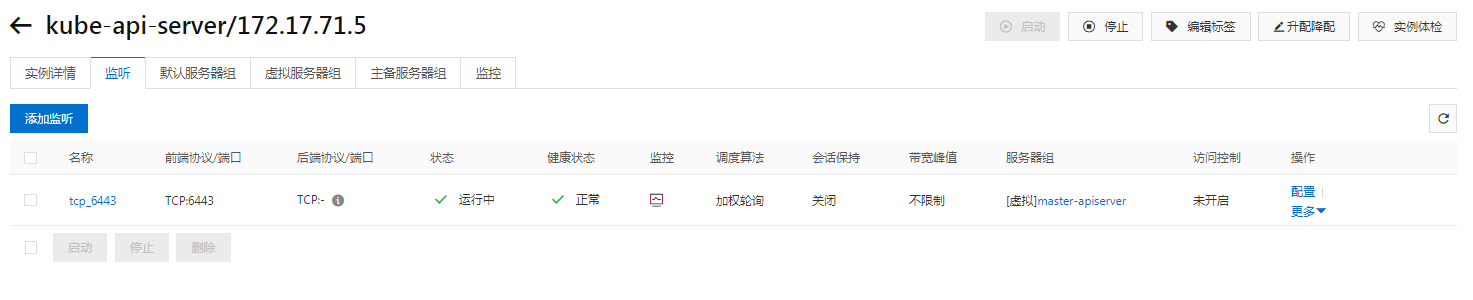 kube-api-server/172.17.71.5
启动 停止 编辑标签 升配降配 实例体检
实例详情 监听 默认服务器组 虚拟服务器组 主备服务器组 监控
添加监听
名称 前端协议/端口 后端协议/端口 状态 健康状态 监控 调度算法 会话保持 带宽峰值 服务器组 访问控制 操作
tcp_6443 TCP:6443 TCP:- 运行中 正常 加权轮询 关闭 不限制 [虚拟]master-apiserver 未开启 配置
更多
启动 停止 删除